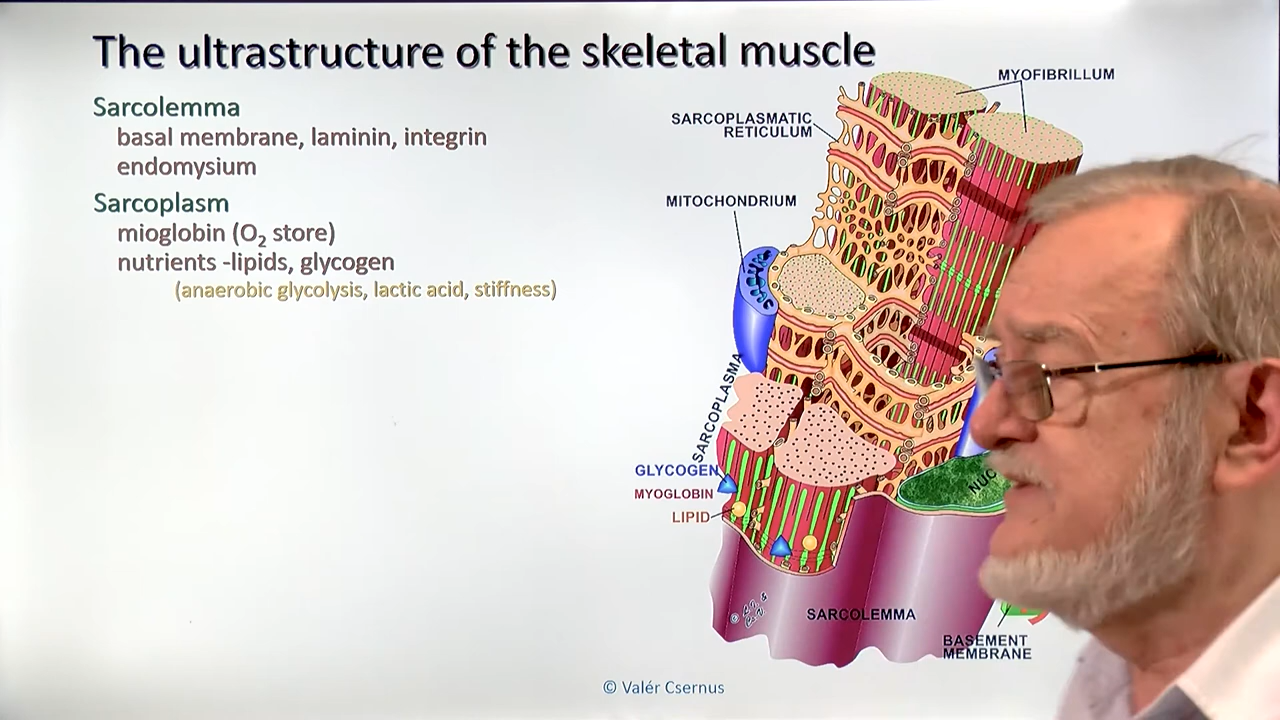 The ultrastructure of the skeletal muscle
Sarcolemma
basal membrane, laminin, integrin
endomysium
Sarcoplasm
mioglobin (O₂ store)
nutrients -lipids, glycogen
(anaerobic glycolysis, lactic acid, stiffness)
MYOFIBRILLUM
SARCOPLASMATIC
RETICULUM
MITOCHONDRIUM
SARCOPLASMA
GLYCOGEN
MYOGLOBIN
LIPID
NUC
SARCOLEMMA
BASEMENT
MEMBRANE
© Valér Csernus